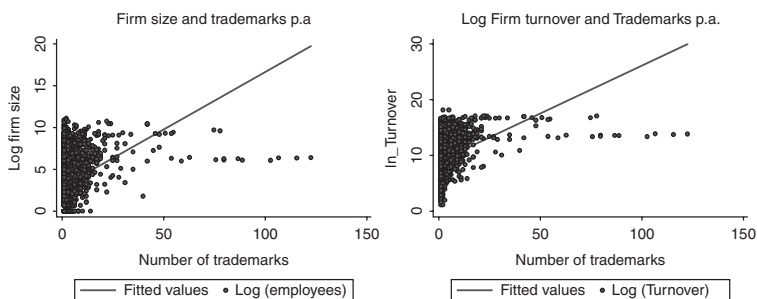 Firm size and trademarks p.a
20
15
10
5
0
Log firm size
0
50
100
150
Number of trademarks
Fitted values
Log (employees)
Log Firm turnover and Trademarks p.a.
30
20
10
0
ln_Turnover
0
50
100
150
Number of trademarks
Fitted values
Log (Turnover)